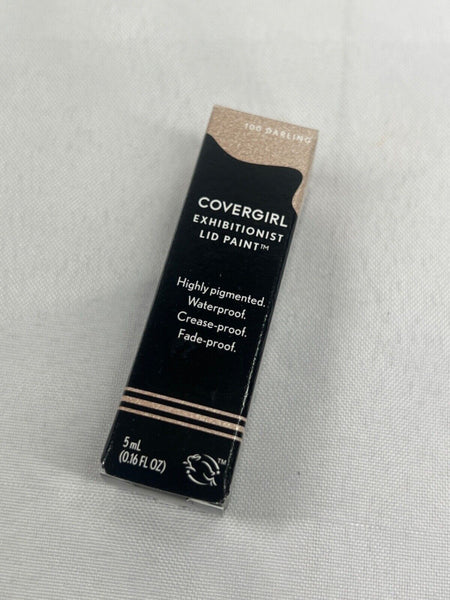 100 DARLING
COVERGIRL
EXHIBITIONIST
LID PAINT™
Highly pigmented.
Waterproof.
Crease-proof.
Fade-proof.
5 mL
(0.16 FL OZ)
™